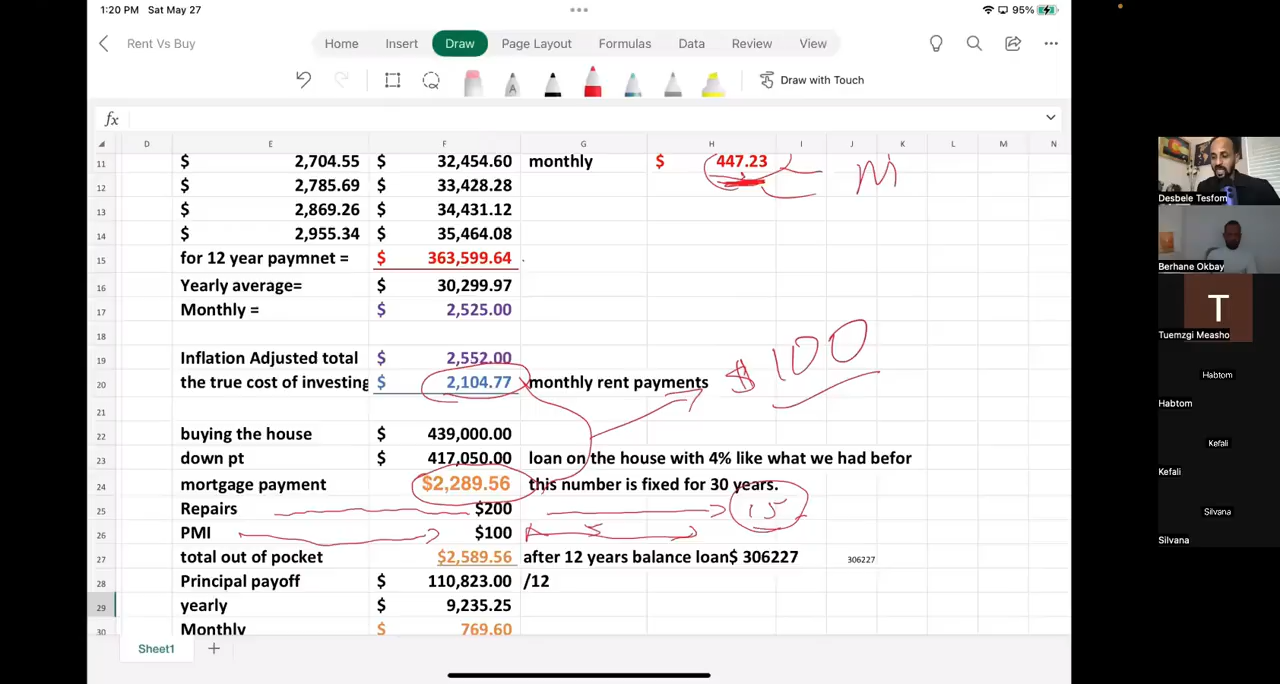 1:20 PM Sat May 27
95%
Rent Vs Buy
Home Insert Draw Page Layout Formulas Data Review View
A
Draw with Touch
fx
D E F G H I J K L M N
11 $ 2,704.55 $ 32,454.60 monthly $ 447.23
M
12 $ 2,785.69 $ 33,428.28
13 $ 2,869.26 $ 34,431.12
14 $ 2,955.34 $ 35,464.08
15 for 12 year paymnet = $ 363,599.64
16 Yearly average= $ 30,299.97
17 Monthly = $ 2,525.00
18
19 Inflation Adjusted total $ 2,552.00
$100
20 the true cost of investing $ 2,104.77 monthly rent payments
21
22 buying the house $ 439,000.00
23 down pt $ 417,050.00 loan on the house with 4% like what we had befor
24 mortgage payment $2,289.56 this number is fixed for 30 years.
25 Repairs $200 15
26 PMI $100 5
27 total out of pocket $2,589.56 after 12 years balance loan$ 306227 306227
28 Principal payoff $ 110,823.00 /12
29 yearly $ 9,235.25
30 Monthly $ 769.60
Sheet1
Desbele Tesfom
Berhane Okbay
T
Tuemzgi Measho
Habtom
Habtom
Kefali
Kefali
Silvana
Silvana